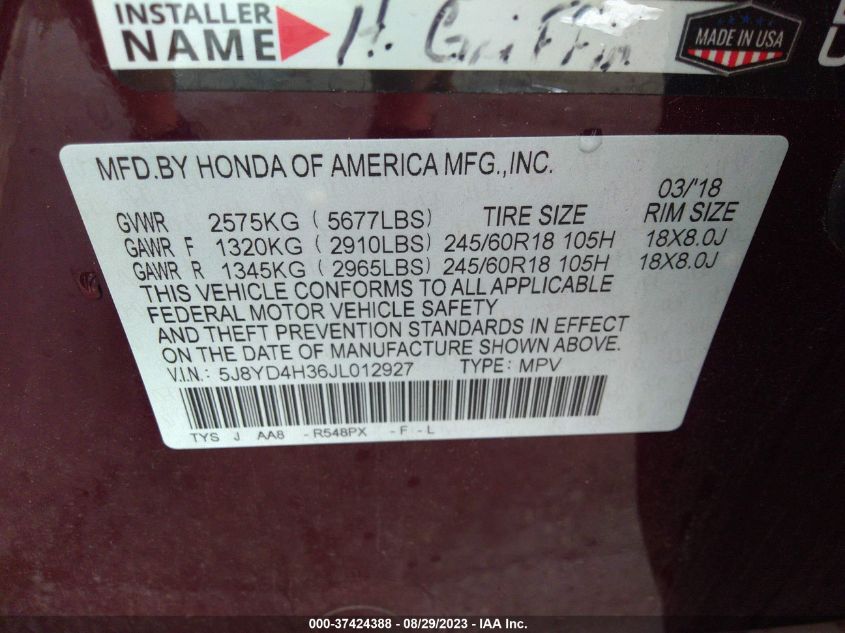 INSTALLER
NAME H. Griffin
MADE IN USA
MFD.BY HONDA OF AMERICA MFG.,INC.
03/'18
GVWR 2575KG ( 5677LBS) TIRE SIZE RIM SIZE
GAWR F 1320KG ( 2910LBS) 245/60R18 105H 18X8.0J
GAWR R 1345KG ( 2965LBS) 245/60R18 105H 18X8.0J
THIS VEHICLE CONFORMS TO ALL APPLICABLE
FEDERAL MOTOR VEHICLE SAFETY
AND THEFT PREVENTION STANDARDS IN EFFECT
ON THE DATE OF MANUFACTURE SHOWN ABOVE.
V.I.N.: 5J8YD4H36JL012927 TYPE: MPV
TYS J AA8 -R548PX -F -L
000-37424388 - 08/29/2023 - IAA Inc.